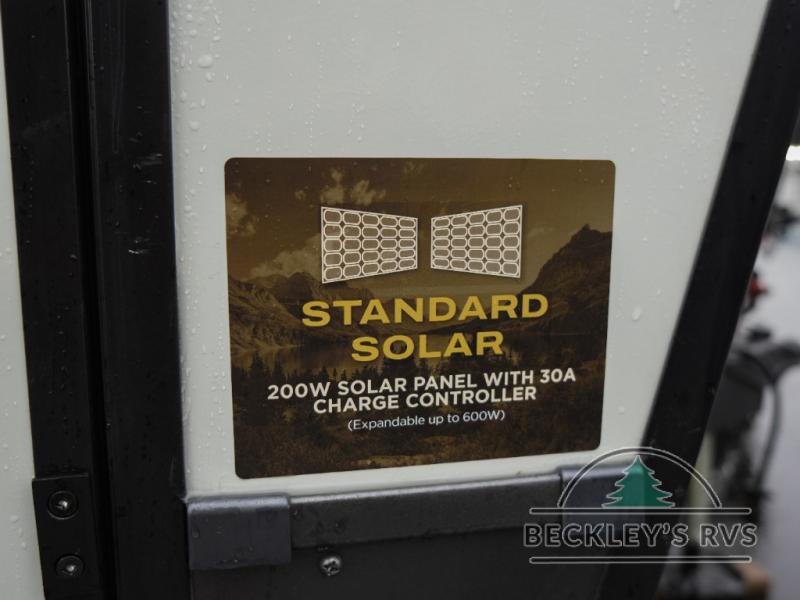 STANDARD
SOLAR
200W SOLAR PANEL WITH 30A
CHARGE CONTROLLER
(Expandable up to 600W)
BECKLEY'S RVS